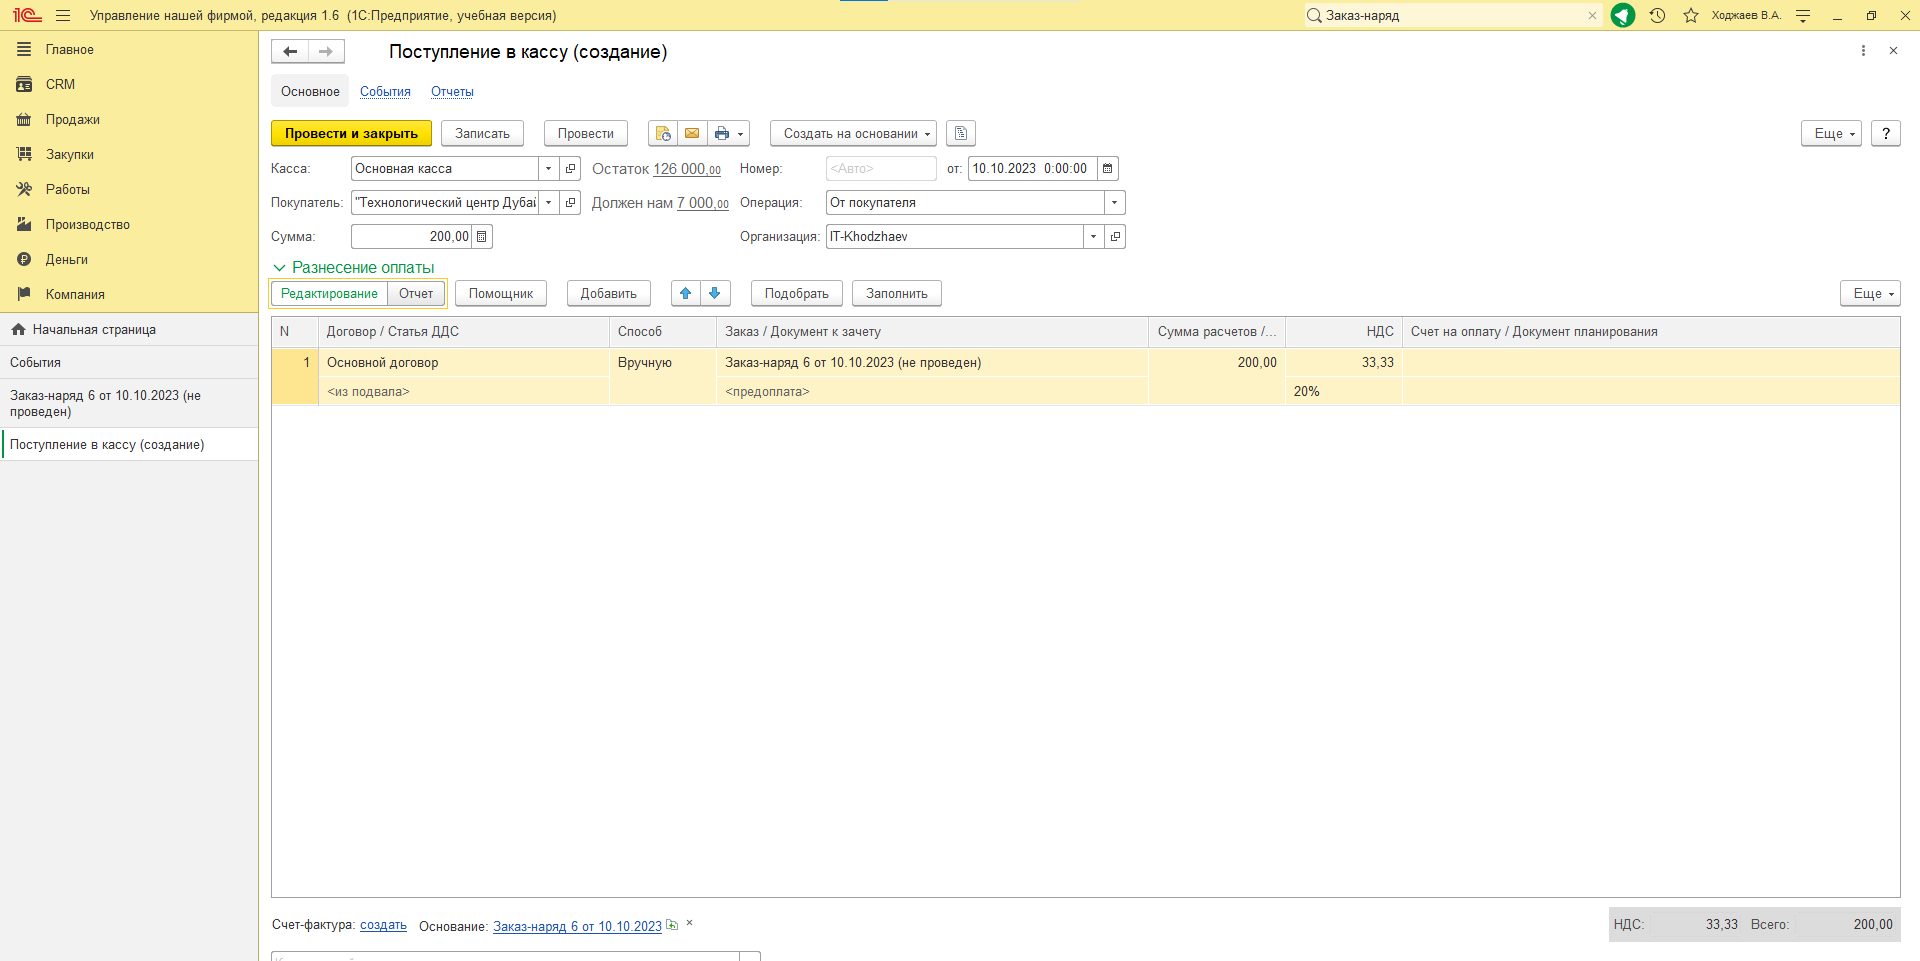 Управление нашей фирмой, редакция 1.6 (1С:Предприятие, учебная версия)
Заказ-наряд
Ходжаев В.А.
Главное
CRM
Продажи
Закупки
Работы
Производство
Деньги
Компания
Начальная страница
События
Заказ-наряд 6 от 10.10.2023 (не
проведен)
Поступление в кассу (создание)
Поступление в кассу (создание)
Основное События Отчеты
Провести и закрыть Записать Провести Создать на основании Еще ?
Касса: Основная касса Остаток 126 000,00 Номер: <Авто> от: 10.10.2023 0:00:00
Покупатель: "Технологический центр Дубай Должен нам 7 000,00 Операция: От покупателя
Сумма: 200,00 Организация: IT-Khodzhaev
Разнесение оплаты
Редактирование Отчет Помощник Добавить Подобрать Заполнить Еще
N Договор / Статья ДДС Способ Заказ / Документ к зачету Сумма расчетов /... НДС Счет на оплату / Документ планирования
1 Основной договор Вручную Заказ-наряд 6 от 10.10.2023 (не проведен) 200,00 33,33
<из подвала> <предоплата> 20%
Счет-фактура: создать Основание: Заказ-наряд 6 от 10.10.2023 НДС: 33,33 Всего: 200,00